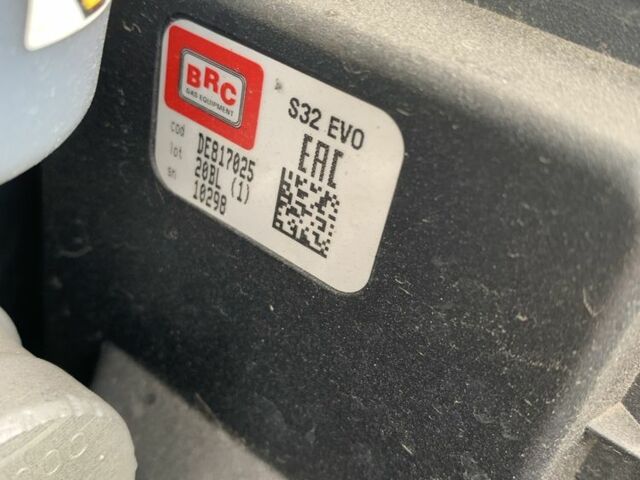 BRC
GAS EQUIPMENT
S32 EVO
EAC
cod DE817025
lot 20BL (1)
sn 10298